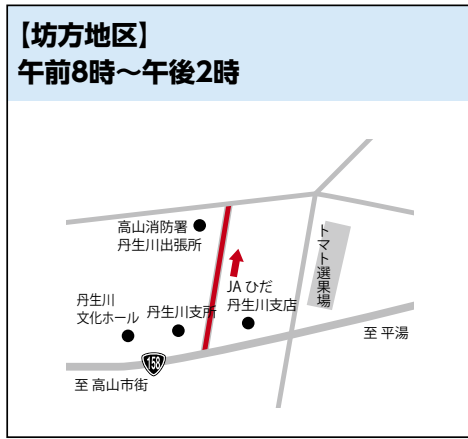 【坊方地区】
午前8時～午後2時
高山消防署
丹生川出張所
トマト選果場
JA ひだ
丹生川支店
丹生川
文化ホール
丹生川支所
至 平湯
158
至 高山市街